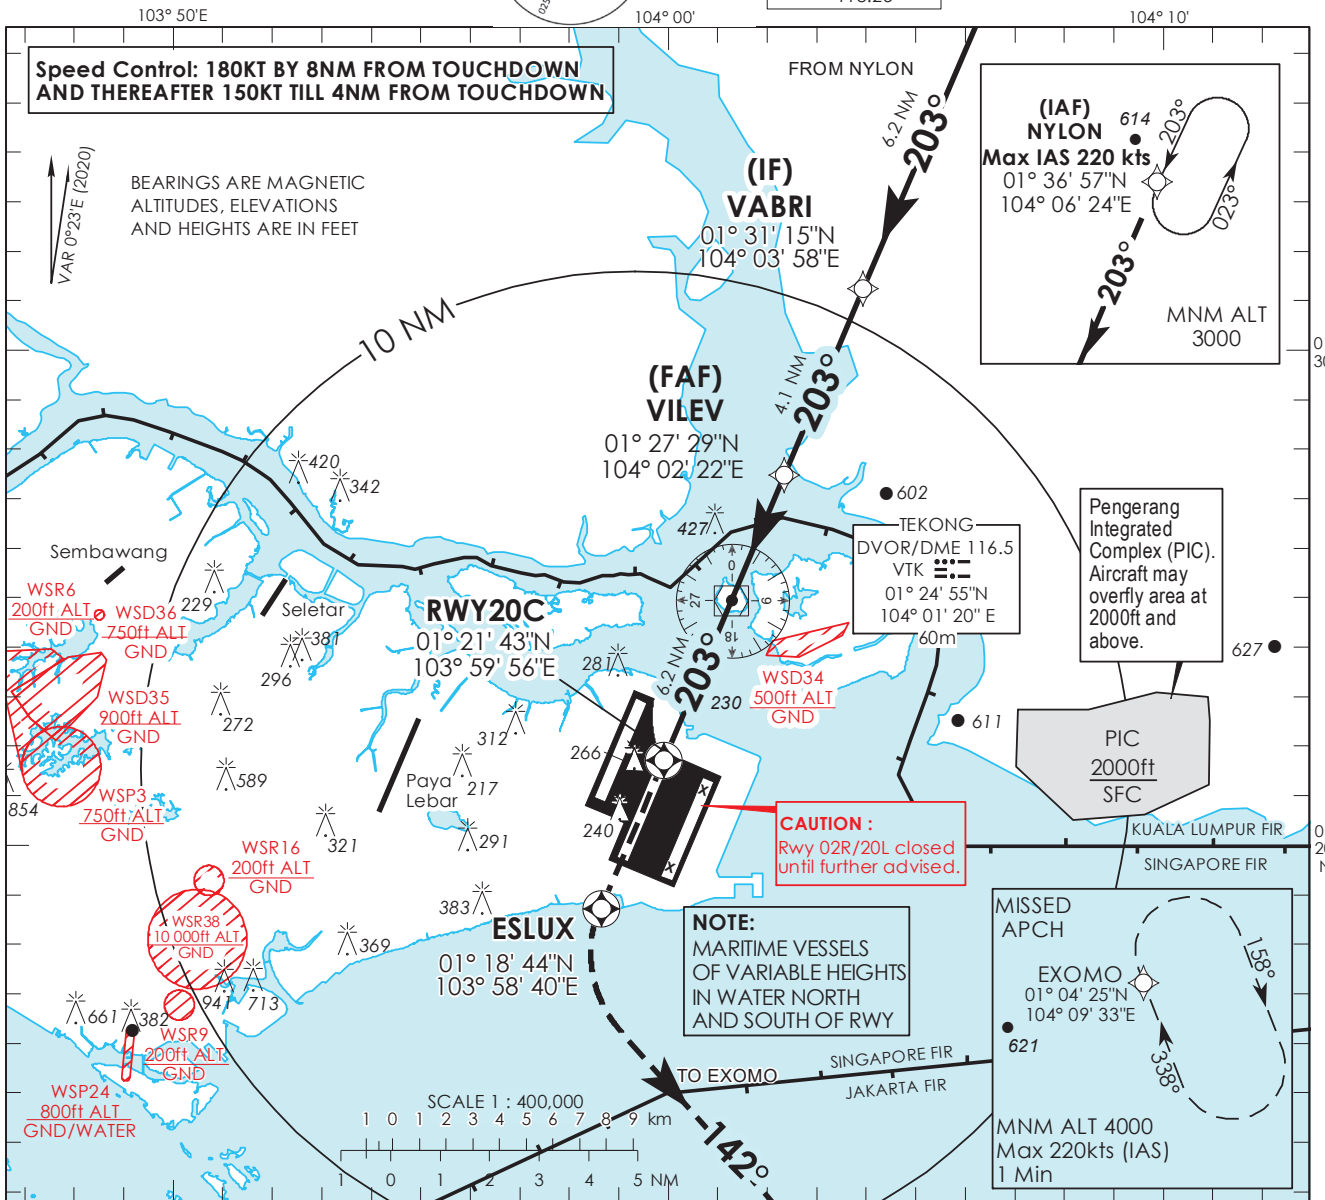 025
118.25
103° 50'E
104° 00'
104° 10'
Speed Control: 180KT BY 8NM FROM TOUCHDOWN
AND THEREAFTER 150KT TILL 4NM FROM TOUCHDOWN
VAR 0°23'E (2020)
BEARINGS ARE MAGNETIC
ALTITUDES, ELEVATIONS
AND HEIGHTS ARE IN FEET
FROM NYLON
6.2 NM
203°
(IAF)
NYLON
Max IAS 220 kts
01° 36' 57"N
104° 06' 24"E
614
203°
023°
203°
MNM ALT
3000
(IF)
VABRI
01° 31' 15"N
104° 03' 58"E
10 NM
4.1 NM
203°
(FAF)
VILEV
01° 27' 29"N
104° 02' 22"E
0
30
420
342
427
602
Pengerang
Integrated
Complex (PIC).
Aircraft may
overfly area at
2000ft and
above.
TEKONG
DVOR/DME 116.5
VTK
01° 24' 55"N
104° 01' 20" E
60m
0
9
18
27
Sembawang
WSR6
200ft ALT
GND
WSD36
750ft ALT
GND
229
Seletar
381
296
RWY20C
01° 21' 43"N
103° 59' 56"E
281
6.2 NM
203°
230
WSD34
500ft ALT
GND
627
611
WSD35
900ft ALT
GND
272
312
266
PIC
2000ft
SFC
854
WSP3
750ft ALT
GND
589
Paya
Lebar
217
240
x
x
CAUTION :
Rwy 02R/20L closed
until further advised.
KUALA LUMPUR FIR
SINGAPORE FIR
0
20
N
321
291
WSR16
200ft ALT
GND
383
WSR38
10 000ft ALT
GND
369
ESLUX
01° 18' 44"N
103° 58' 40"E
NOTE:
MARITIME VESSELS
OF VARIABLE HEIGHTS
IN WATER NORTH
AND SOUTH OF RWY
MISSED
APCH
EXOMO
01° 04' 25"N
104° 09' 33"E
158°
338°
621
MNM ALT 4000
Max 220kts (IAS)
1 Min
941
713
661
382
WSR9
200ft ALT
GND
WSP24
800ft ALT
GND/WATER
SINGAPORE FIR
JAKARTA FIR
TO EXOMO
142°
SCALE 1 : 400,000
1 0 1 2 3 4 5 6 7 8 9 km
1 0 1 2 3 4 5 NM